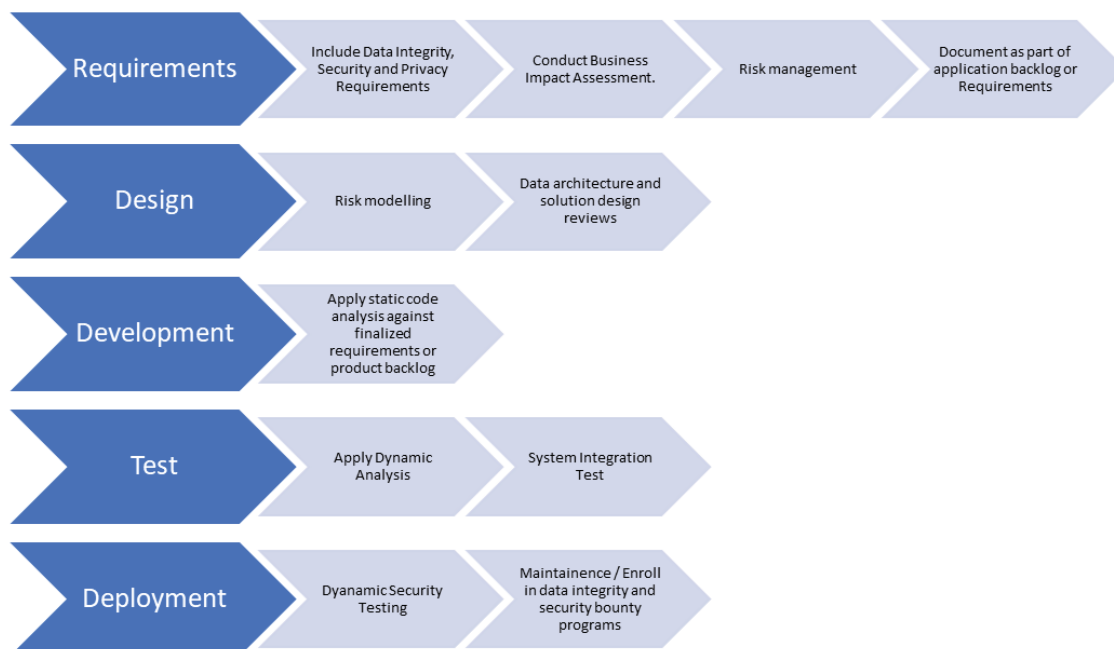 Requirements
Include Data Integrity,
Security and Privacy
Requirements
Conduct Business
Impact Assessment.
Risk management
Document as part of
application backlog or
Requirements
Design
Risk modelling
Data architecture and
solution design
reviews
Development
Apply static code
analysis against
finalized
requirements or
product backlog
Test
Apply Dynamic
Analysis
System Integration
Test
Deployment
Dyanamic Security
Testing
Maintainence / Enroll
in data integrity and
security bounty
programs